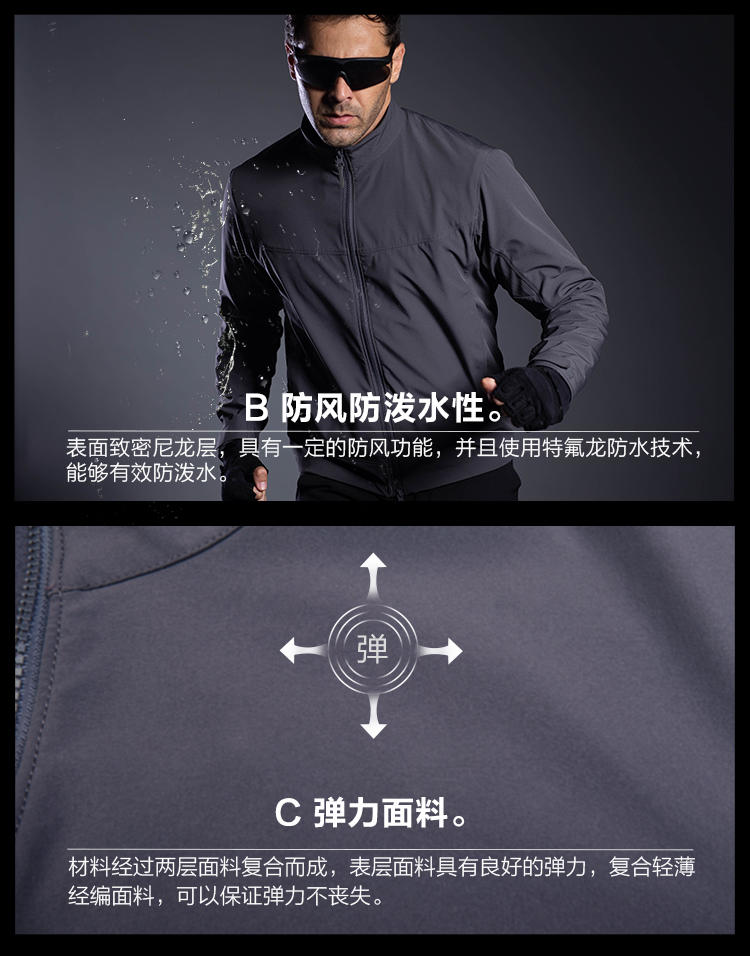 B 防风防泼水性。
表面致密尼龙层，具有一定的防风功能，并且使用特氟龙防水技术，
能够有效防泼水。
弹
C 弹力面料。
材料经过两层面料复合而成，表层面料具有良好的弹力，复合轻薄
经编面料，可以保证弹力不丧失。